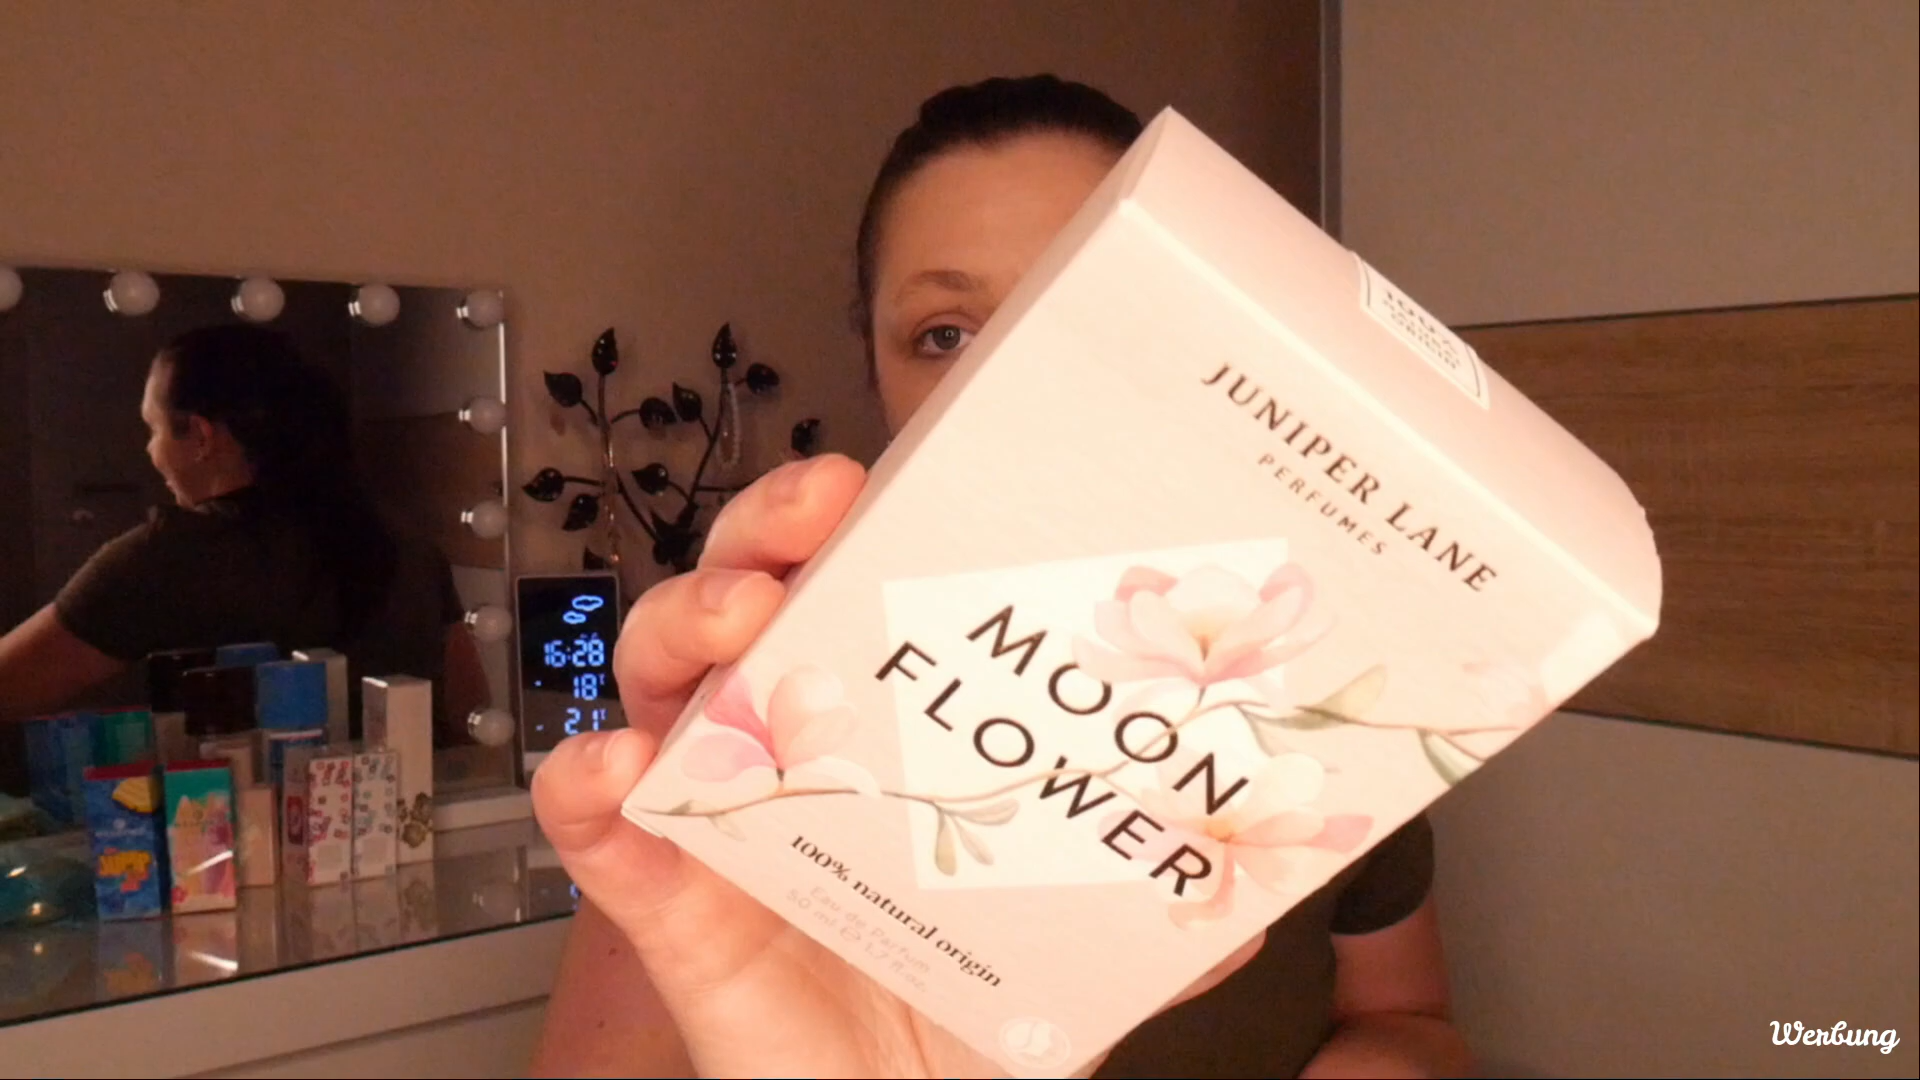 100%
JUNIPER LANE
PERFUMES
MOON
FLOWER
100% natural origin
Eau de Parfum
50 ml e 1.7 fl. oz.
16:28
18
21
Werbung